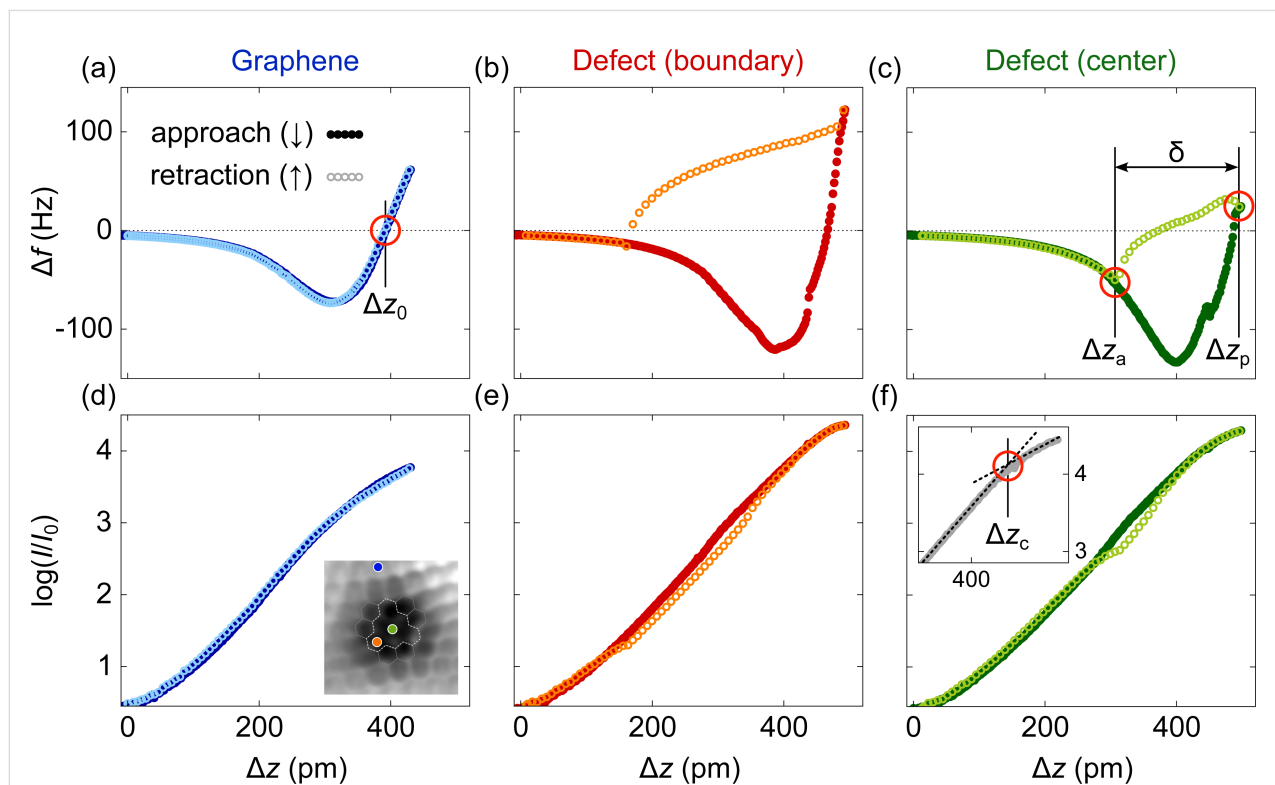 (a) Graphene
(b) Defect (boundary)
(c) Defect (center)
approach (↓)
retraction (↑)
100
0
-100
Δf (Hz)
Δz₀
δ
Δzₐ
Δzₚ
(d)
(e)
(f)
4
3
2
1
log(I/I₀)
Δz_c
4
3
400
0 200 400
0 200 400
0 200 400
Δz (pm)
Δz (pm)
Δz (pm)